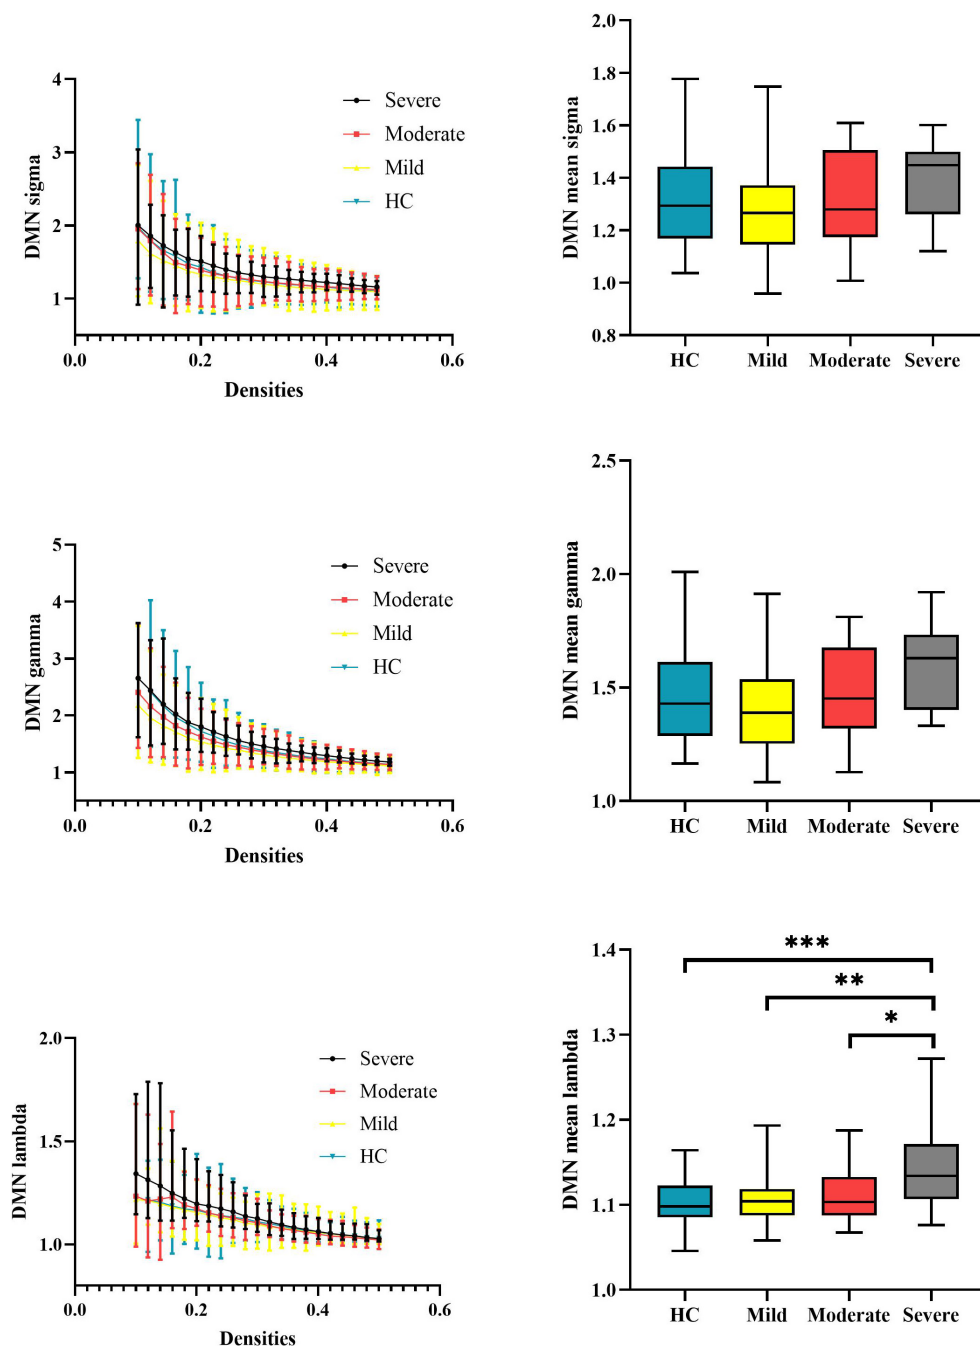 4
3
2
1
0.0
0.2
0.4
0.6
DMN sigma
Densities
Severe
Moderate
Mild
HC
2.0
1.8
1.6
1.4
1.2
1.0
0.8
DMN mean sigma
HC Mild Moderate Severe
5
4
3
2
1
0.0
0.2
0.4
0.6
DMN gamma
Densities
Severe
Moderate
Mild
HC
2.5
2.0
1.5
1.0
DMN mean gamma
HC Mild Moderate Severe
2.0
1.5
1.0
0.0
0.2
0.4
0.6
DMN lambda
Densities
Severe
Moderate
Mild
HC
1.4
1.3
1.2
1.1
1.0
DMN mean lambda
***
**
*
HC Mild Moderate Severe